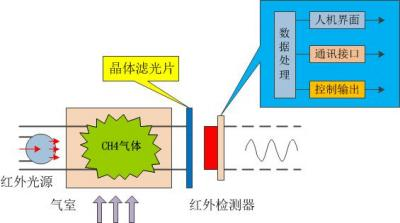 人机界面
数据处理
通讯接口
控制输出
晶体滤光片
CH4气体
红外光源
气室
红外检测器